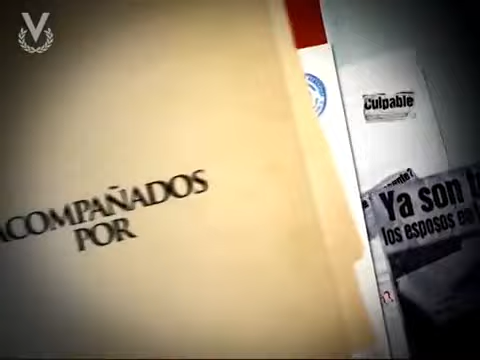 ACOMPAÑADOS
POR
Culpable
Ya son
los esposos en